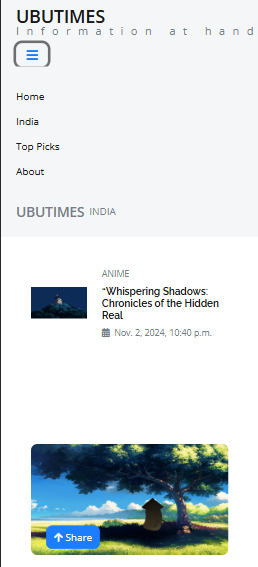 UBUTIMES
Information at hand
Home
India
Top Picks
About
UBUTIMES INDIA
ANIME
"Whispering Shadows:
Chronicles of the Hidden
Real
Nov. 2, 2024, 10:40 p.m.
Share